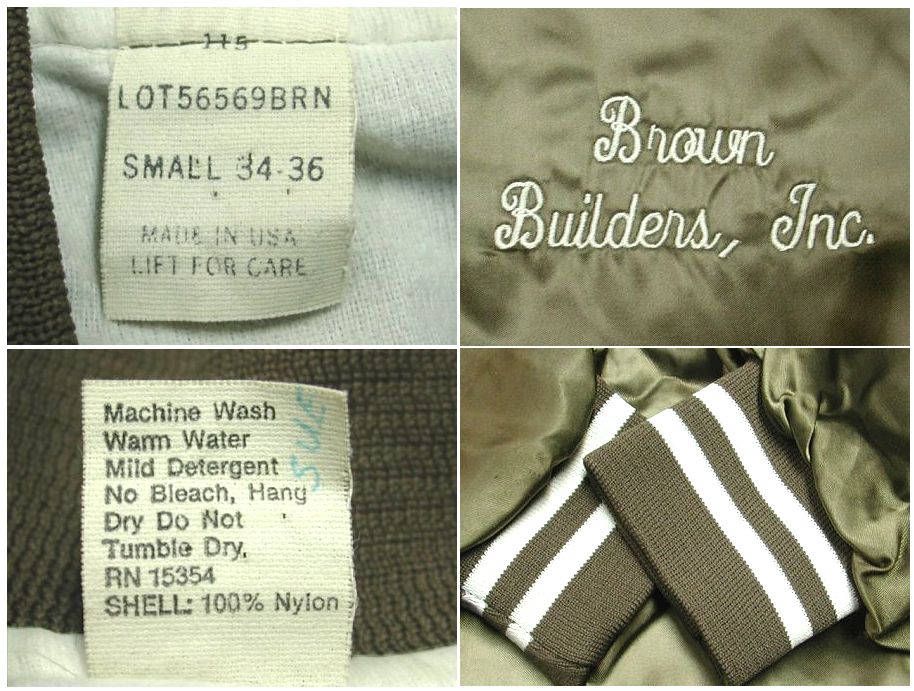 115
LOT56569BRN
SMALL 34-36
MADE IN USA
LIFT FOR CARE
Brown
Builders, Inc.
Machine Wash
Warm Water
Mild Detergent
No Bleach, Hang
Dry Do Not
Tumble Dry.
RN 15354
SHELL: 100% Nylon
SUE